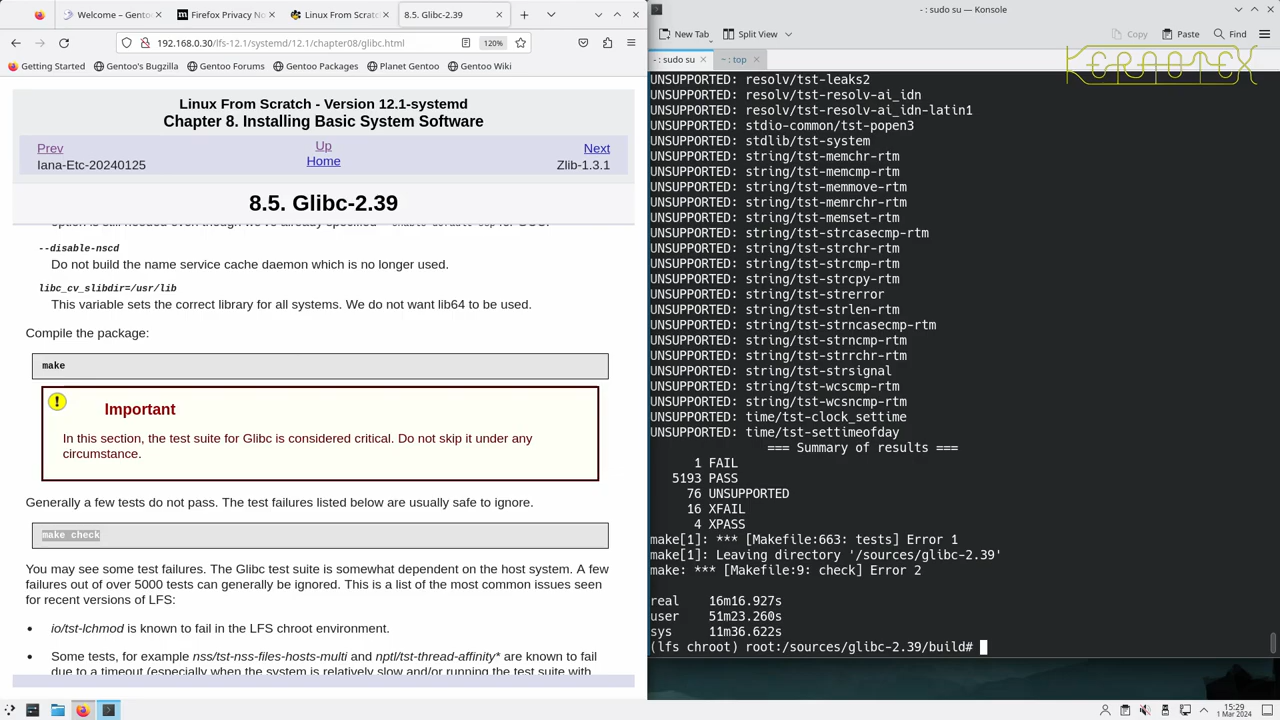 Welcome – Gento
Firefox Privacy No
Linux From Scratc
8.5. Glibc-2.39
192.168.0.30/lfs-12.1/systemd/12.1/chapter08/glibc.html
120%
Getting Started
Gentoo's Bugzilla
Gentoo Forums
Gentoo Packages
Planet Gentoo
Gentoo Wiki
Linux From Scratch - Version 12.1-systemd
Chapter 8. Installing Basic System Software
Prev
Up
Next
Iana-Etc-20240125
Home
Zlib-1.3.1
8.5. Glibc-2.39
--disable-nscd
Do not build the name service cache daemon which is no longer used.
libc_cv_slibdir=/usr/lib
This variable sets the correct library for all systems. We do not want lib64 to be used.
Compile the package:
make
Important
In this section, the test suite for Glibc is considered critical. Do not skip it under any
circumstance.
Generally a few tests do not pass. The test failures listed below are usually safe to ignore.
make check
You may see some test failures. The Glibc test suite is somewhat dependent on the host system. A few
failures out of over 5000 tests can generally be ignored. This is a list of the most common issues seen
for recent versions of LFS:
• io/tst-lchmod is known to fail in the LFS chroot environment.
• Some tests, for example nss/tst-nss-files-hosts-multi and nptl/tst-thread-affinity* are known to fail
due to a timeout (especially when the system is relatively slow and/or running the test suite with
- : sudo su — Konsole
New Tab
Split View
Copy
Paste
Find
- : sudo su
~ : top
KERNOTEX
UNSUPPORTED: resolv/tst-leaks2
UNSUPPORTED: resolv/tst-resolv-ai_idn
UNSUPPORTED: resolv/tst-resolv-ai_idn-latin1
UNSUPPORTED: stdio-common/tst-popen3
UNSUPPORTED: stdlib/tst-system
UNSUPPORTED: string/tst-memchr-rtm
UNSUPPORTED: string/tst-memcmp-rtm
UNSUPPORTED: string/tst-memmove-rtm
UNSUPPORTED: string/tst-memrchr-rtm
UNSUPPORTED: string/tst-memset-rtm
UNSUPPORTED: string/tst-strcasecmp-rtm
UNSUPPORTED: string/tst-strchr-rtm
UNSUPPORTED: string/tst-strcmp-rtm
UNSUPPORTED: string/tst-strcpy-rtm
UNSUPPORTED: string/tst-strerror
UNSUPPORTED: string/tst-strlen-rtm
UNSUPPORTED: string/tst-strncasecmp-rtm
UNSUPPORTED: string/tst-strncmp-rtm
UNSUPPORTED: string/tst-strrchr-rtm
UNSUPPORTED: string/tst-strsignal
UNSUPPORTED: string/tst-wcscmp-rtm
UNSUPPORTED: string/tst-wcsncmp-rtm
UNSUPPORTED: time/tst-clock_settime
UNSUPPORTED: time/tst-settimeofday
=== Summary of results ===
1 FAIL
5193 PASS
76 UNSUPPORTED
16 XFAIL
4 XPASS
make[1]: *** [Makefile:663: tests] Error 1
make[1]: Leaving directory '/sources/glibc-2.39'
make: *** [Makefile:9: check] Error 2
real 16m16.927s
user 51m23.260s
sys 11m36.622s
(lfs chroot) root:/sources/glibc-2.39/build#
15:29
1 Mar 2024